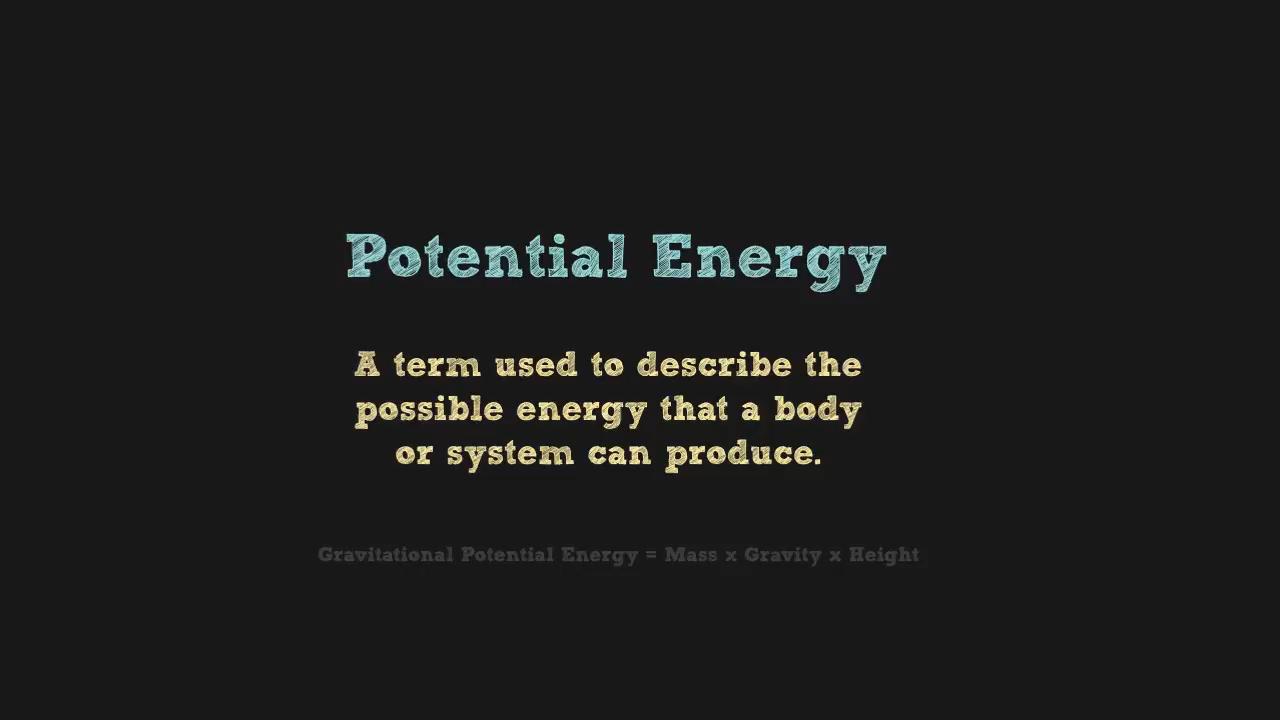 Potential Energy
A term used to describe the
possible energy that a body
or system can produce.
Gravitational Potential Energy = Mass x Gravity x Height